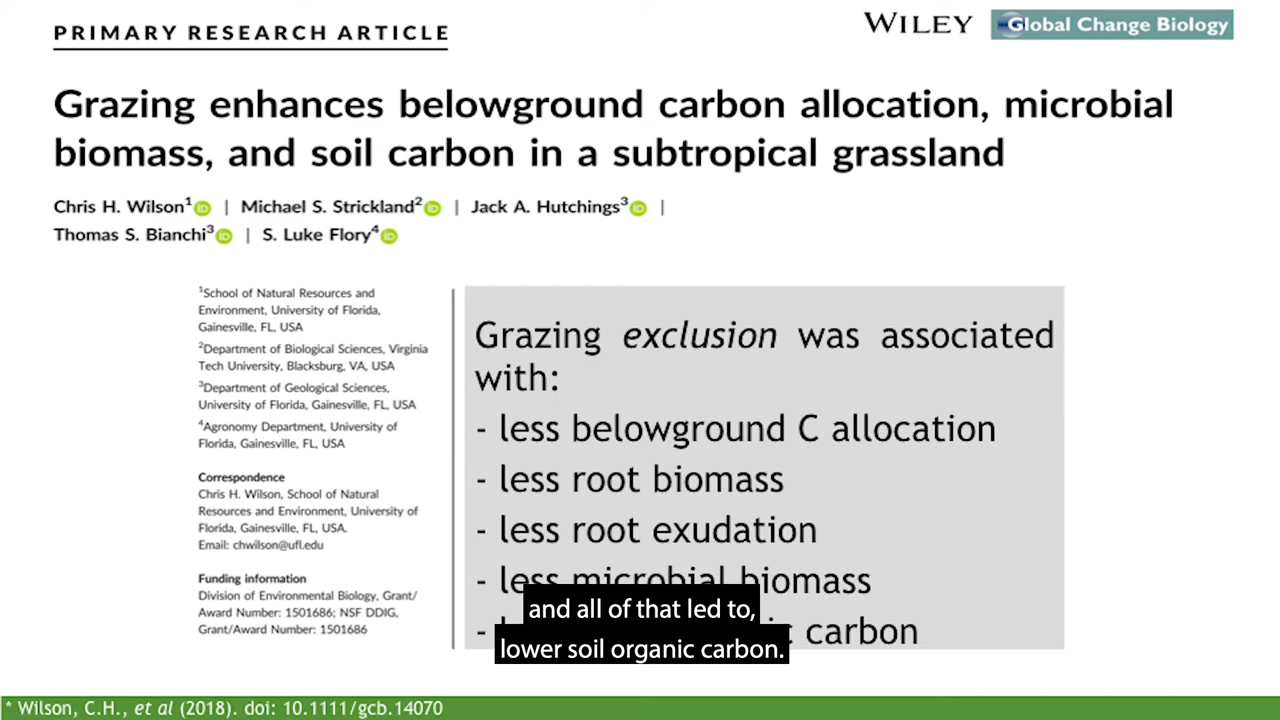 PRIMARY RESEARCH ARTICLE
WILEY
Global Change Biology
Grazing enhances belowground carbon allocation, microbial
biomass, and soil carbon in a subtropical grassland
Chris H. Wilson1 | Michael S. Strickland2 | Jack A. Hutchings3 |
Thomas S. Bianchi3 | S. Luke Flory4
1School of Natural Resources and
Environment, University of Florida,
Gainesville, FL, USA
2Department of Biological Sciences, Virginia
Tech University, Blacksburg, VA, USA
3Department of Geological Sciences,
University of Florida, Gainesville, FL, USA
4Agronomy Department, University of
Florida, Gainesville, FL, USA
Correspondence
Chris H. Wilson, School of Natural
Resources and Environment, University of
Florida, Gainesville, FL, USA.
Email: chwilson@ufl.edu
Funding information
Division of Environmental Biology, Grant/
Award Number: 1501686; NSF DDIG,
Grant/Award Number: 1501686
Grazing exclusion was associated
with:
- less belowground C allocation
- less root biomass
- less root exudation
- less microbial biomass
- carbon
and all of that led to,
lower soil organic carbon.
* Wilson, C.H., et al (2018). doi: 10.1111/gcb.14070